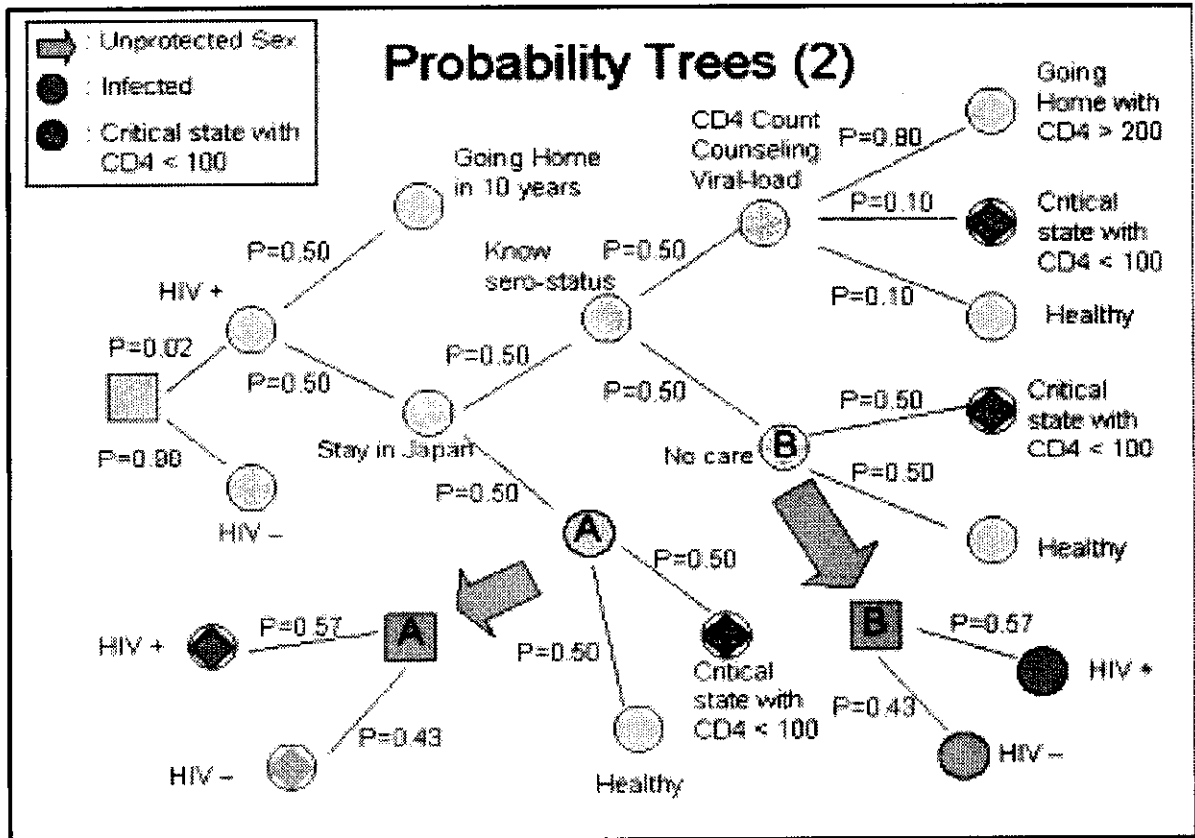 : Unprotected Sex
: Infected
: Critical state with
CD4 < 100
Probability Trees (2)
Going Home
in 10 years
CD4 Count
Counseling
Viral-load
Going
Home with
CD4 > 200
P=0.80
P=0.10
Critical
state with
CD4 < 100
P=0.10
Healthy
P=0.50
Know
sero-status
P=0.50
HIV +
P=0.02
P=0.50
P=0.50
P=0.50
P=0.98
HIV –
Stay in Japan
P=0.50
No care
B
P=0.50
Critical
state with
CD4 < 100
P=0.50
Healthy
A
P=0.50
P=0.50
Critical
state with
CD4 < 100
Healthy
HIV +
P=0.57
A
P=0.43
HIV –
B
P=0.57
HIV +
P=0.43
HIV –